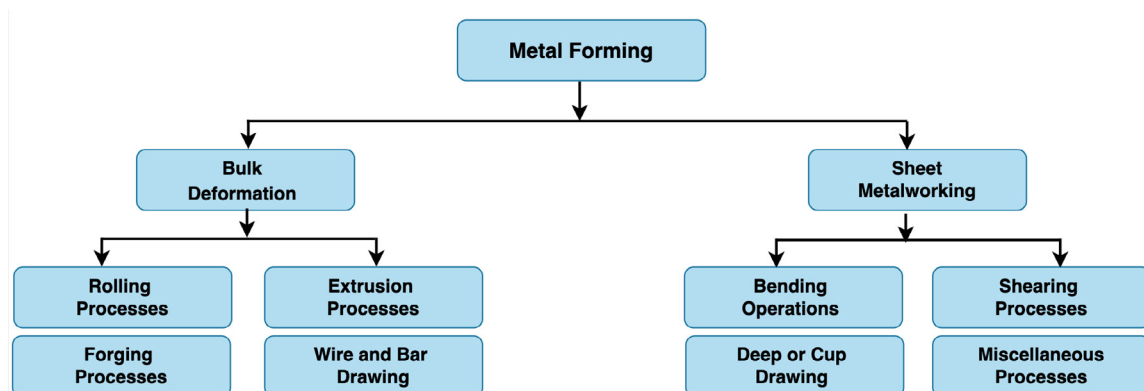 Metal Forming
Bulk
Deformation
Sheet
Metalworking
Rolling
Processes
Extrusion
Processes
Bending
Operations
Shearing
Processes
Forging
Processes
Wire and Bar
Drawing
Deep or Cup
Drawing
Miscellaneous
Processes